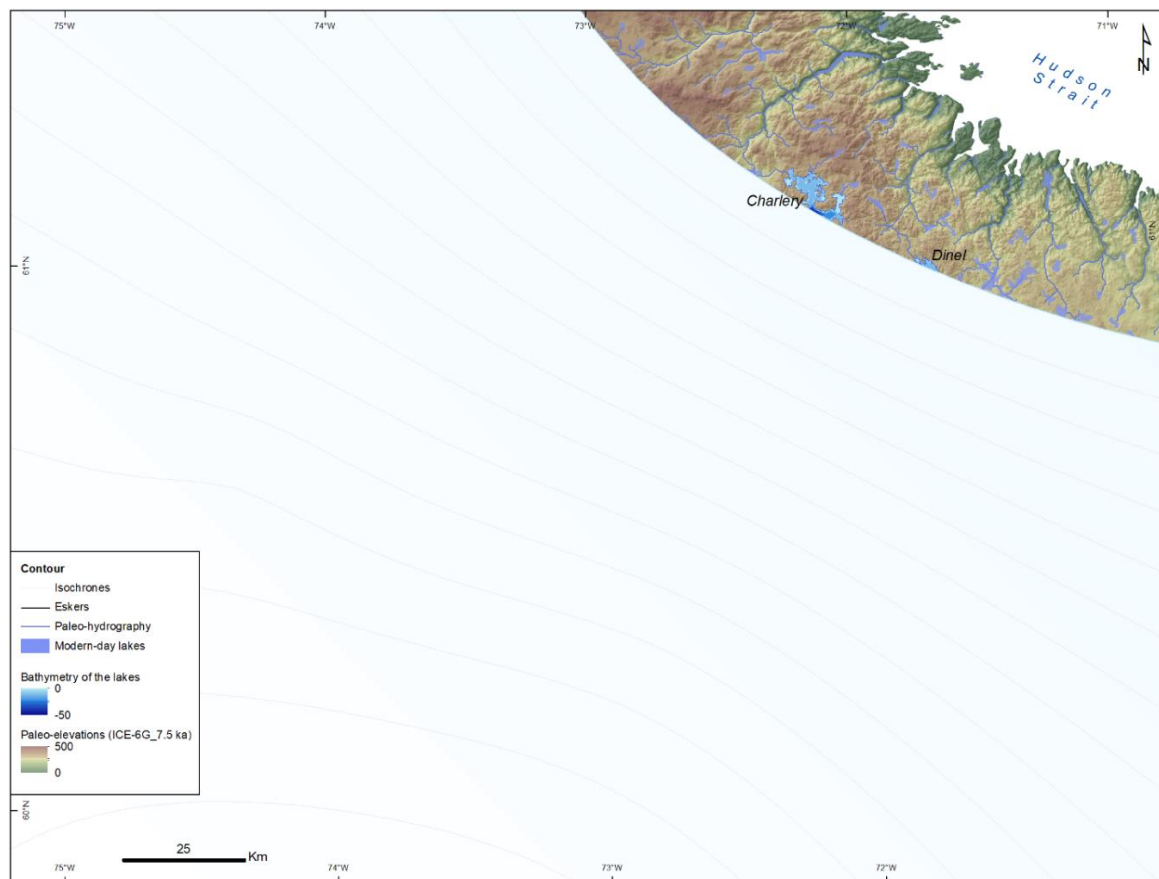 75°W 74°W 73°W 72°W 71°W
N
Hudson
Strait
Charlery
61°N
Dinel
61°N
Contour
Isochrones
Eskers
Paleo-hydrography
Modern-day lakes
Bathymetry of the lakes
0
-50
Paleo-elevations (ICE-6G_7.5 ka)
500
0
60°N
25
Km
75°W 74°W 73°W 72°W